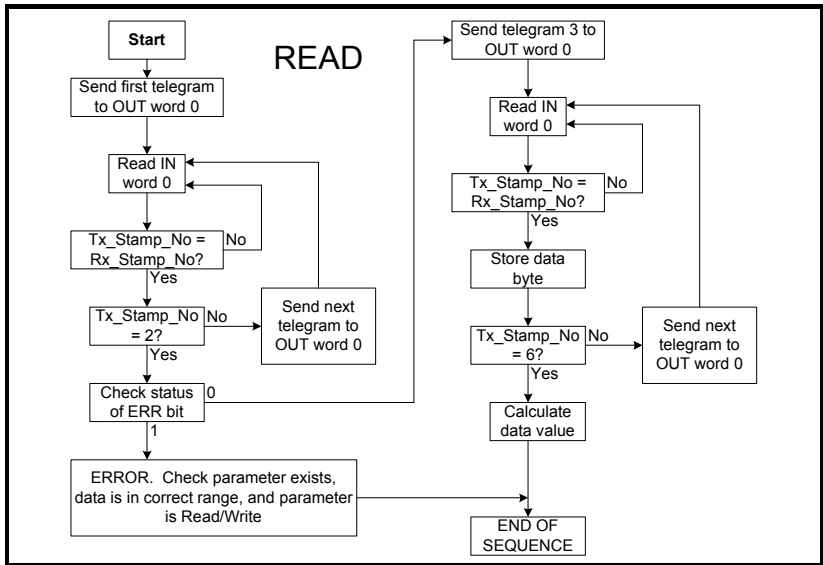 Start
READ
Send first telegram
to OUT word 0
Read IN
word 0
Tx_Stamp_No =
Rx_Stamp_No?
No
Yes
Tx_Stamp_No
= 2?
No
Send next
telegram to
OUT word 0
Yes
Check status
of ERR bit
0
1
ERROR.  Check parameter exists,
data is in correct range, and parameter
is Read/Write
Send telegram 3 to
OUT word 0
Read IN
word 0
Tx_Stamp_No =
Rx_Stamp_No?
No
Yes
Store data
byte
Tx_Stamp_No
= 6?
No
Send next
telegram to
OUT word 0
Yes
Calculate
data value
END OF
SEQUENCE